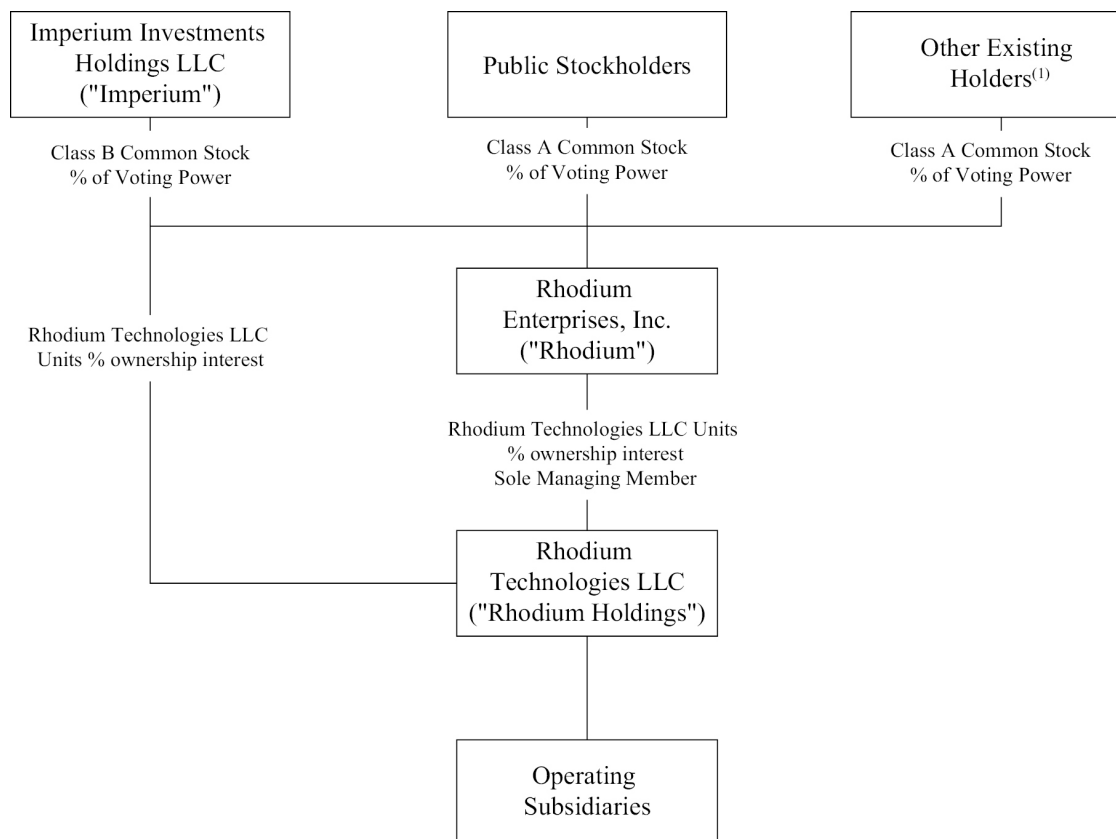 Imperium Investments
Holdings LLC
("Imperium")
Public Stockholders
Other Existing
Holders(1)
Class B Common Stock
% of Voting Power
Class A Common Stock
% of Voting Power
Class A Common Stock
% of Voting Power
Rhodium
Enterprises, Inc.
("Rhodium")
Rhodium Technologies LLC
Units % ownership interest
Rhodium Technologies LLC Units
% ownership interest
Sole Managing Member
Rhodium
Technologies LLC
("Rhodium Holdings")
Operating
Subsidiaries